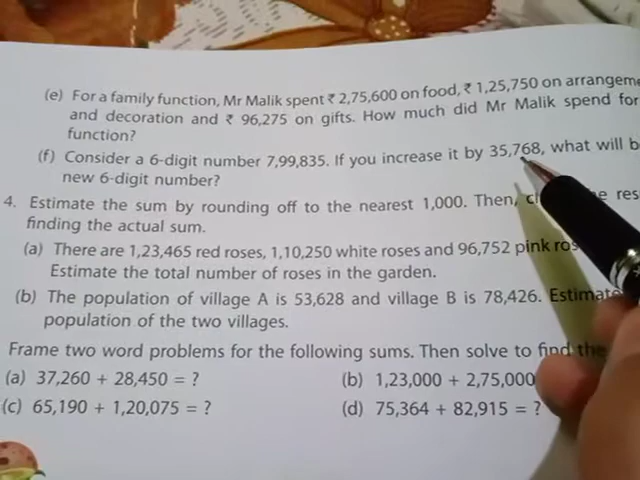 (e) For a family function, Mr Malik spent ₹ 2,75,600 on food, ₹ 1,25,750 on
and decoration and ₹ 96,275 on gifts. How much did Mr Malik spend for
function?
(f) Consider a 6-digit number 7,99,835. If you increase it by 35,768, what will
new 6-digit number?
4. Estimate the sum by rounding off to the nearest 1,000. Then,
finding the actual sum.
(a) There are 1,23,465 red roses, 1,10,250 white roses and 96,752 pink
Estimate the total number of roses in the garden.
(b) The population of village A is 53,628 and village B is 78,426. Estimate
population of the two villages.
Frame two word problems for the following sums. Then solve to find the
(a) 37,260 + 28,450 = ?
(b) 1,23,000 + 2,75,000
(c) 65,190 + 1,20,075 = ?
(d) 75,364 + 82,915 = ?